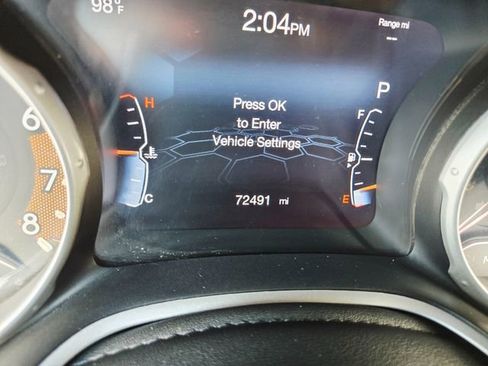 98°F
2:04PM
Range mi
--
P
H
F
Press OK
to Enter
Vehicle Settings
C
72491 mi
E
6
7
8